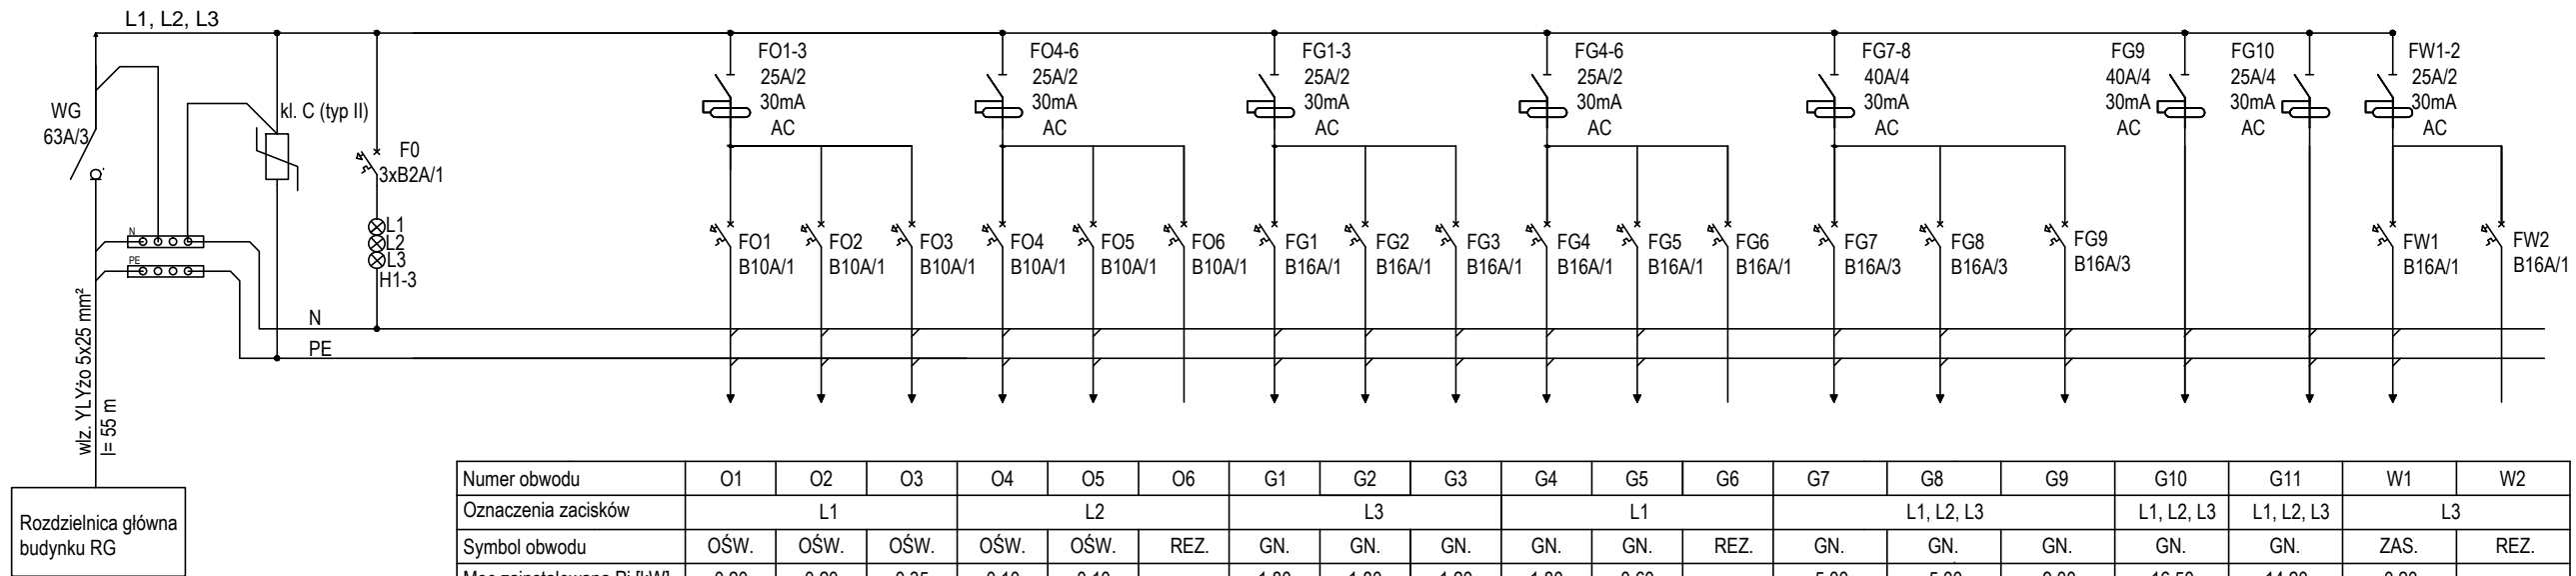 L1, L2, L3
WG
63A/3
kl. C (typ II)
F0
3xB2A/1
L1
L2
L3
H1-3
N
PE
N
PE
wlz. YLYżo 5x25 mm²
l= 55 m
Rozdzielnica główna
budynku RG
FO1-3
25A/2
30mA
AC
FO4-6
25A/2
30mA
AC
FG1-3
25A/2
30mA
AC
FG4-6
25A/2
30mA
AC
FG7-8
40A/4
30mA
AC
FG9
40A/4
30mA
AC
FG10
25A/4
30mA
AC
FW1-2
25A/2
30mA
AC
FO1
B10A/1
FO2
B10A/1
FO3
B10A/1
FO4
B10A/1
FO5
B10A/1
FO6
B10A/1
FG1
B16A/1
FG2
B16A/1
FG3
B16A/1
FG4
B16A/1
FG5
B16A/1
FG6
B16A/1
FG7
B16A/3
FG8
B16A/3
FG9
B16A/3
FW1
B16A/1
FW2
B16A/1
Numer obwodu O1 O2 O3 O4 O5 O6 G1 G2 G3 G4 G5 G6 G7 G8 G9 G10 G11 W1 W2
Oznaczenia zacisków L1 L2 L3 L1 L1, L2, L3 L1, L2, L3 L1, L2, L3 L3
Symbol obwodu OŚW. OŚW. OŚW. OŚW. OŚW. REZ. GN. GN. GN. GN. GN. REZ. GN. GN. GN. GN. GN. ZAS. REZ.